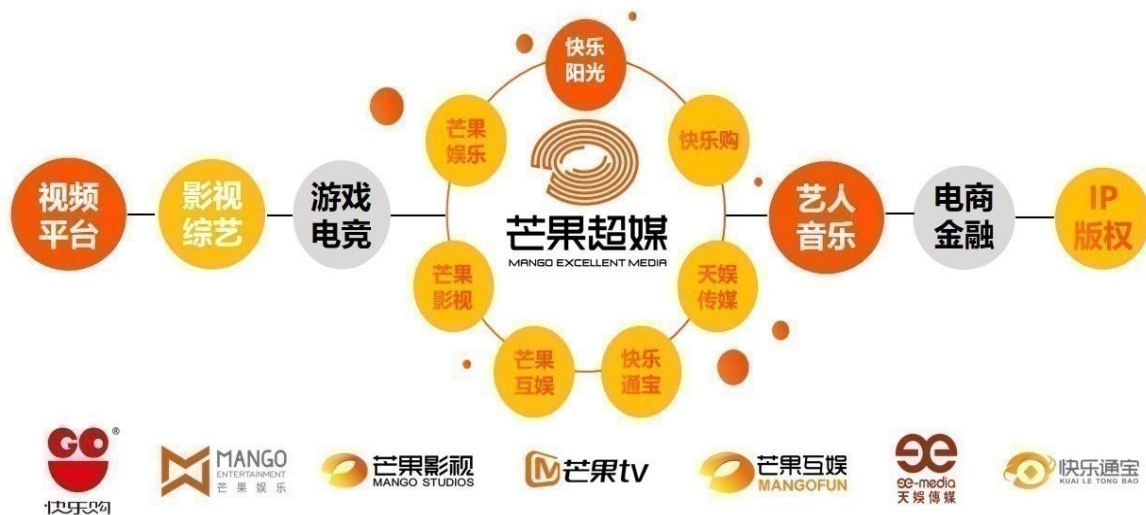 快乐
阳光
芒果
娱乐
快乐购
视频
平台
影视
综艺
游戏
电竞
芒果超媒
MANGO EXCELLENT MEDIA
艺人
音乐
电商
金融
IP
版权
芒果
影视
天娱
传媒
芒果
互娱
快乐
通宝
GO®
快乐购
MANGO
ENTERTAINMENT
芒果娱乐
芒果影视
MANGO STUDIOS
M芒果tv
芒果互娱
MANGOFUN
ee-media
天娱傳媒
快乐通宝
KUAI LE TONG BAO